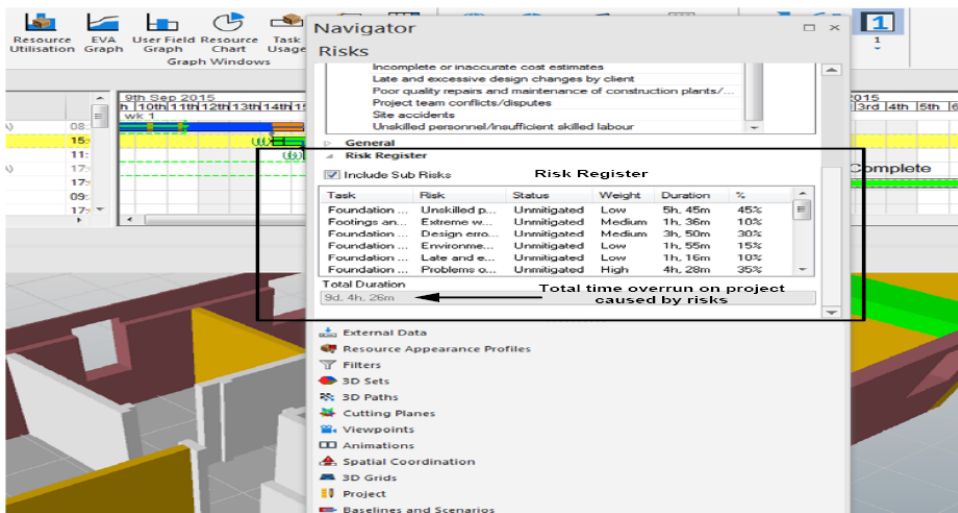 Navigator
Risks
Resource Utilisation
EVA Graph
User Field Graph
Resource Chart
Task Usage
Graph Windows
1
1
9th Sep 2015
h 10th 11th 12th 13th 14th 15
wk 1
2015
3rd 4th 5th 6
08:
15:
11:
17:
17:
09:
17:
Complete
Incomplete or inaccurate cost estimates
Late and excessive design changes by client
Poor quality repairs and maintenance of construction plants/...
Project team conflicts/disputes
Site accidents
Unskilled personnel/insufficient skilled labour
General
Risk Register
Include Sub Risks
Risk Register
Task Risk Status Weight Duration %
Foundation ... Unskilled p... Unmitigated Low 5h, 45m 45%
Footings an... Extreme w... Unmitigated Medium 1h, 36m 10%
Foundation ... Design erro... Unmitigated Medium 3h, 50m 30%
Foundation ... Environme... Unmitigated Low 1h, 55m 15%
Foundation ... Late and e... Unmitigated Low 1h, 16m 10%
Foundation ... Problems o... Unmitigated High 4h, 28m 35%
Total Duration
9d, 4h, 26m
Total time overrun on project
caused by risks
External Data
Resource Appearance Profiles
Filters
3D Sets
3D Paths
Cutting Planes
Viewpoints
Animations
Spatial Coordination
3D Grids
Project
Baselines and Scenarios